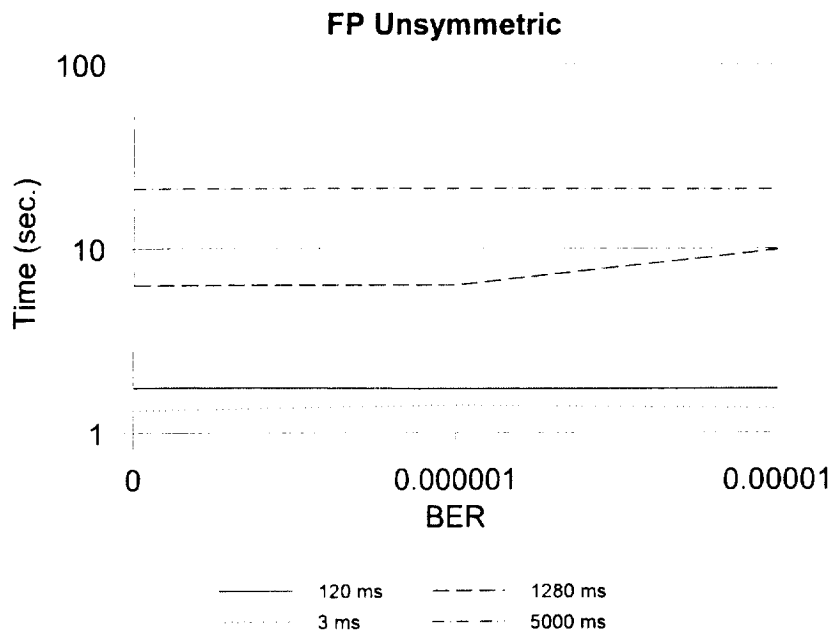 FP Unsymmetric
100
10
1
Time (sec.)
0 0.000001 0.00001
BER
120 ms 1280 ms
3 ms 5000 ms